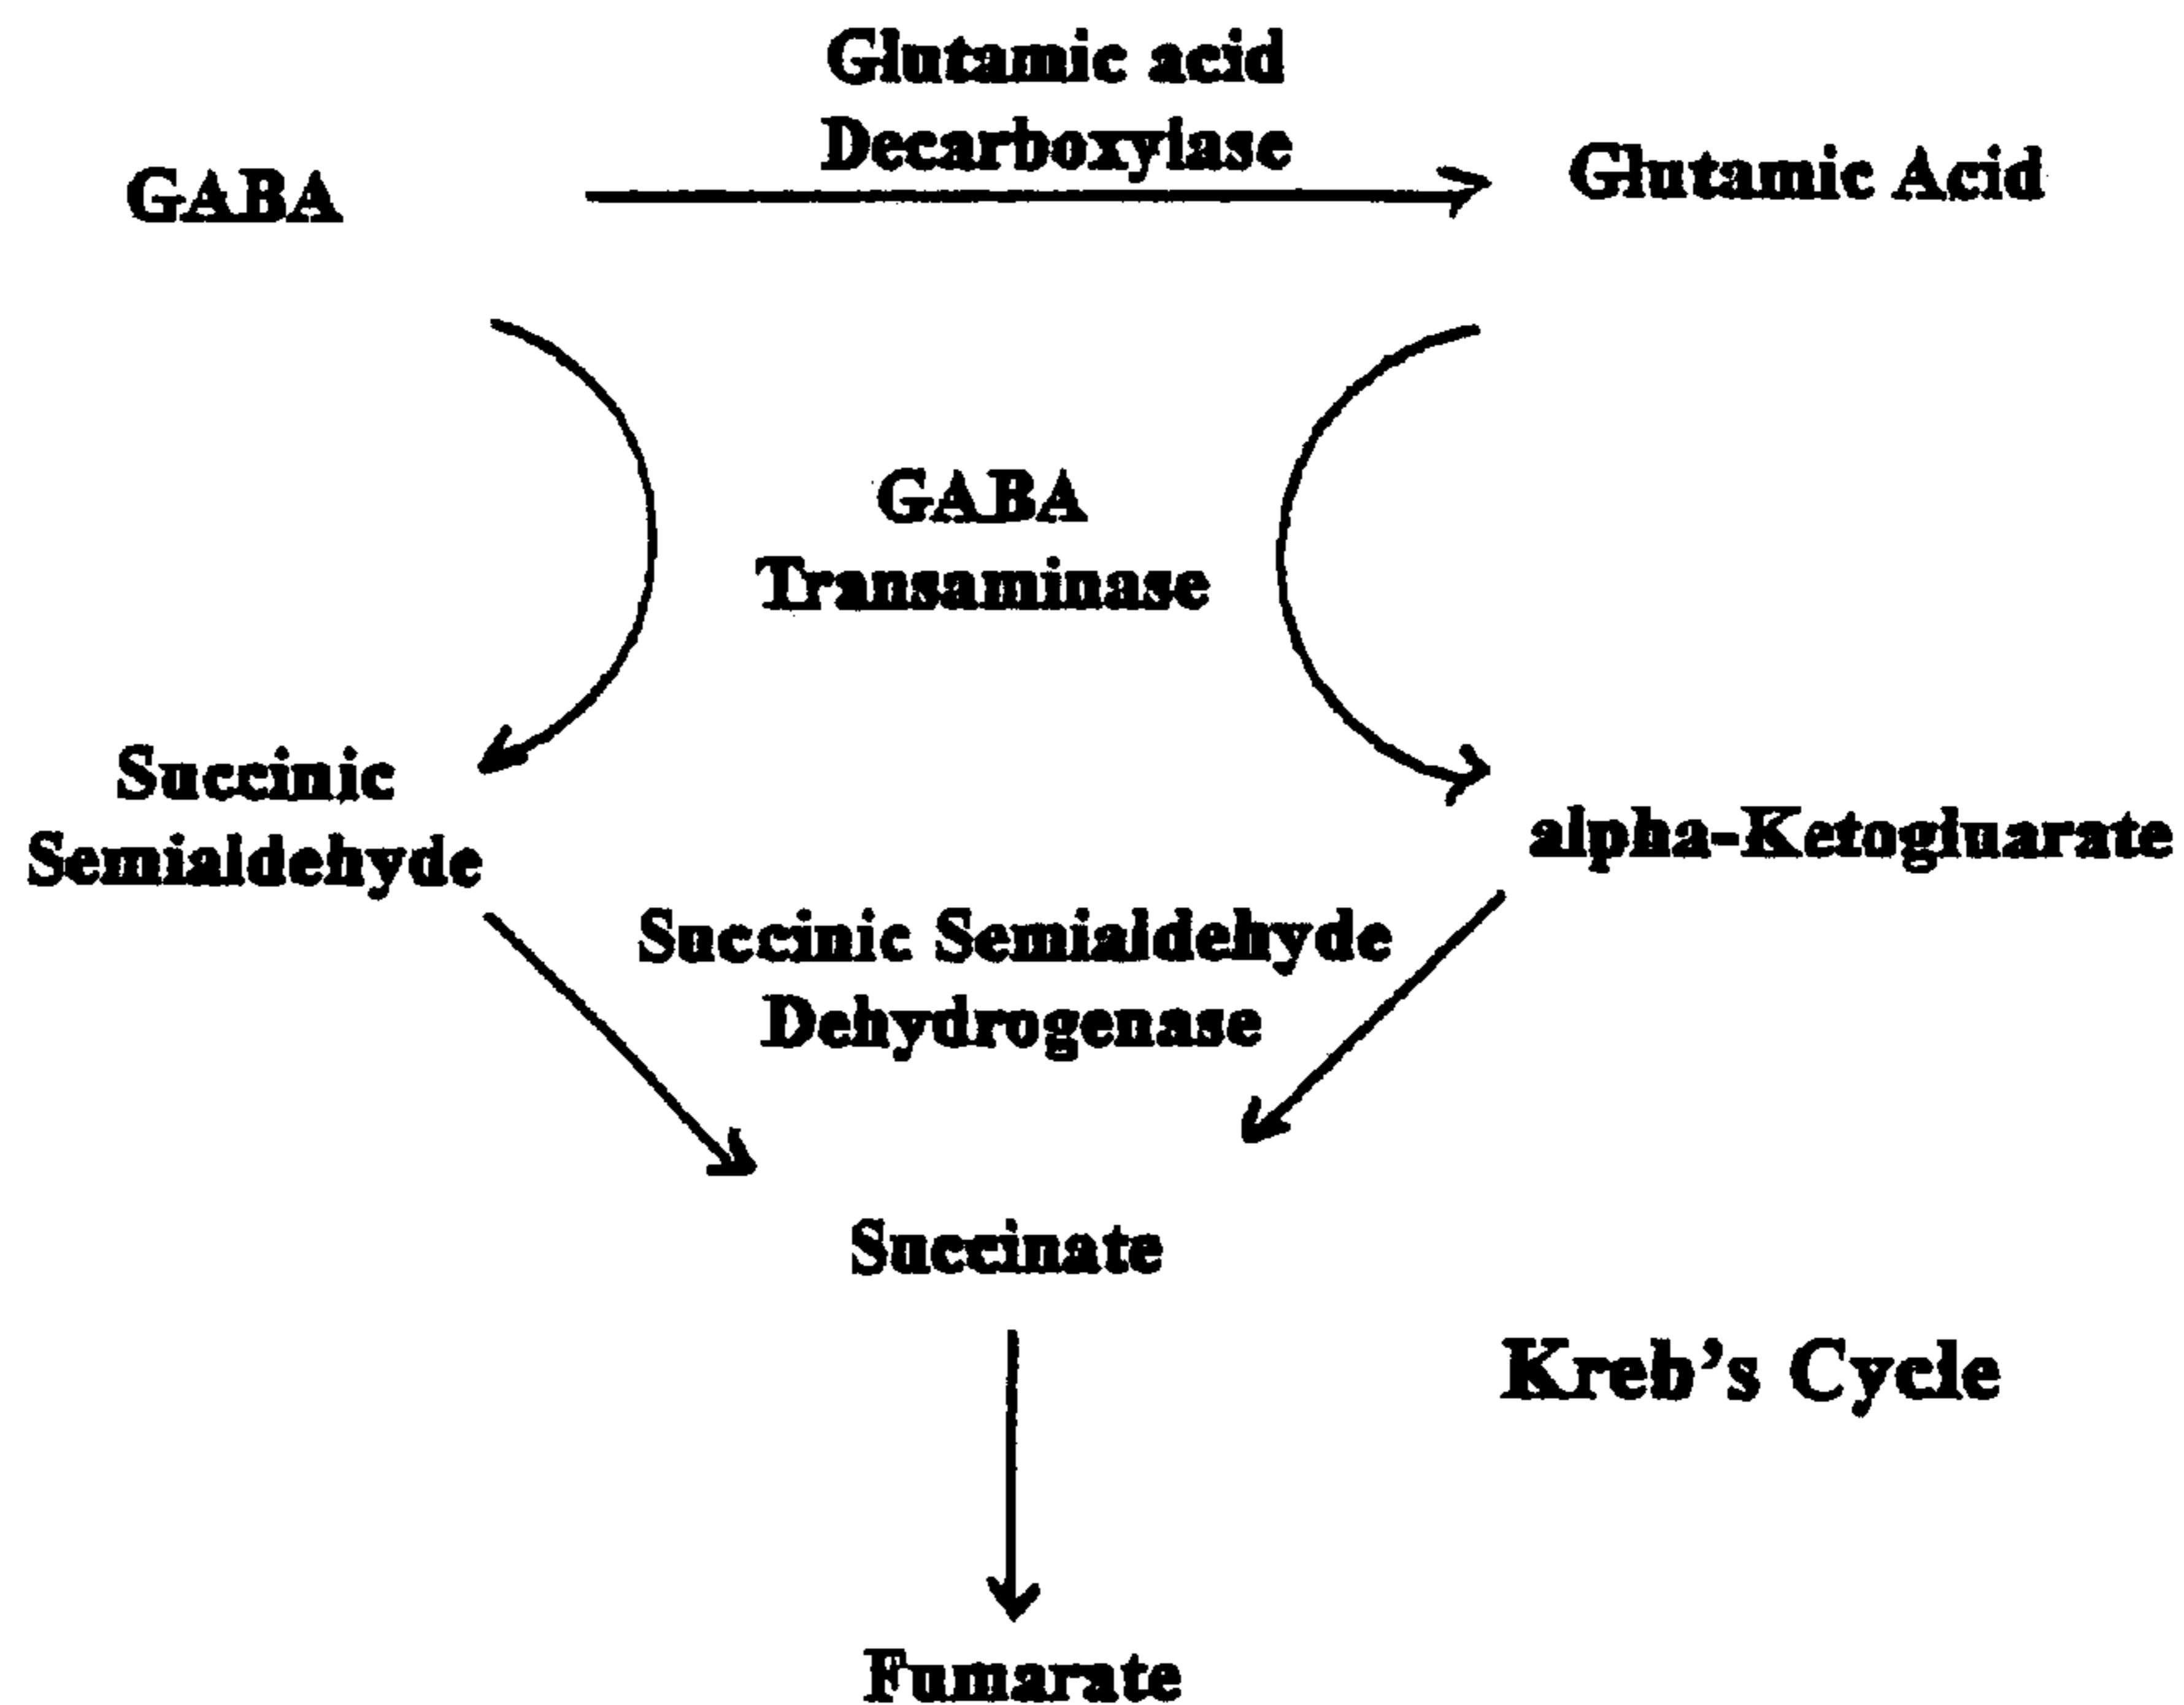 Glutamic acid
Decarboxylase
GABA
Glutamic Acid
GABA
Transaminase
Succinic
Semialdehyde
alpha-Ketogluarate
Succinic Semialdehyde
Dehydrogenase
Succinate
Kreb's Cycle
Fumarate